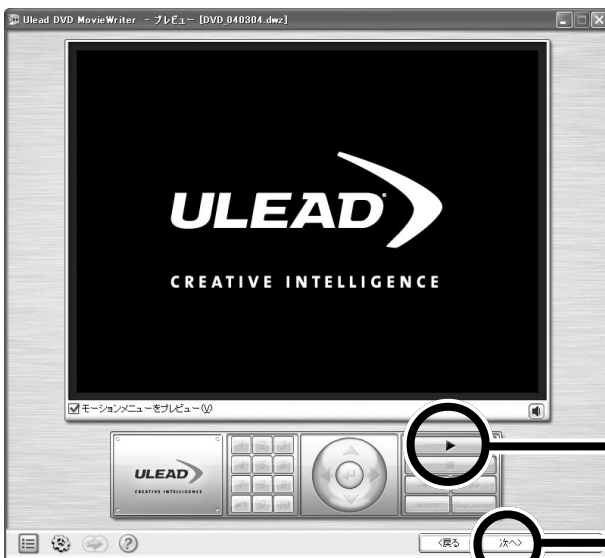 Ulead DVD MovieWriter - プレビュー [DVD_040304.dwz]
ULEAD
CREATIVE INTELLIGENCE
モーションメニューをプレビュー(V)
ULEAD
CREATIVE INTELLIGENCE
?
<戻る 次へ>